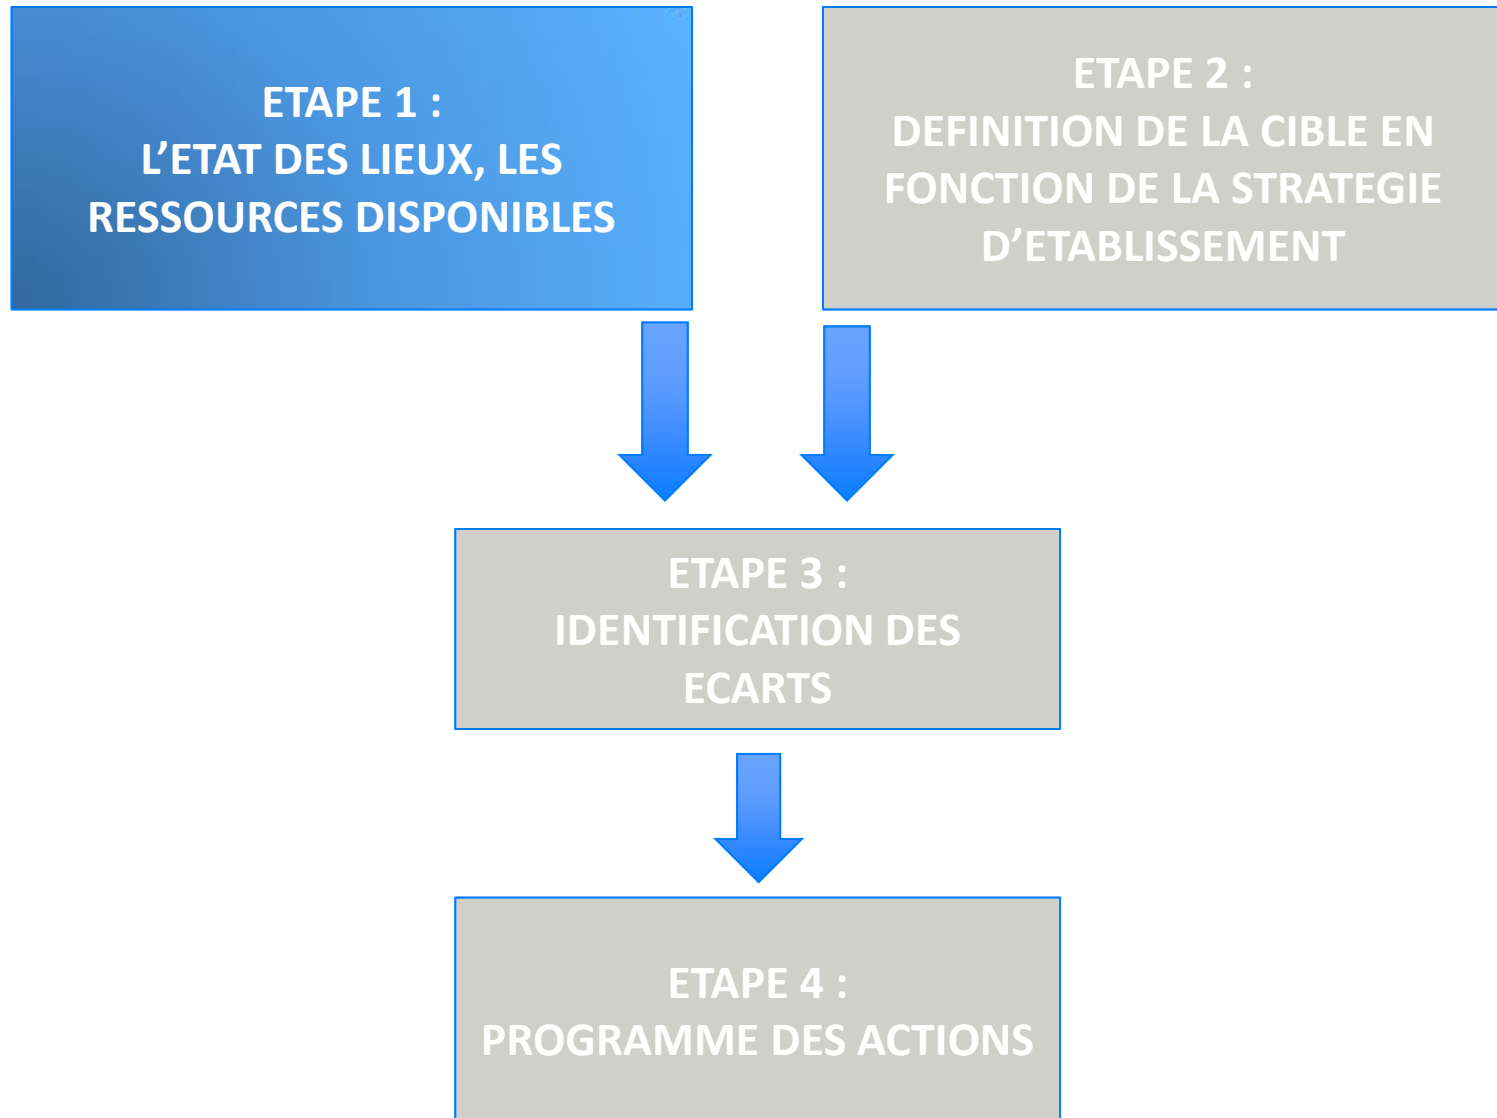 ETAPE 1 :
L’ETAT DES LIEUX, LES
RESSOURCES DISPONIBLES
ETAPE 2 :
DEFINITION DE LA CIBLE EN
FONCTION DE LA STRATEGIE
D’ETABLISSEMENT
ETAPE 3 :
IDENTIFICATION DES
ECARTS
ETAPE 4 :
PROGRAMME DES ACTIONS